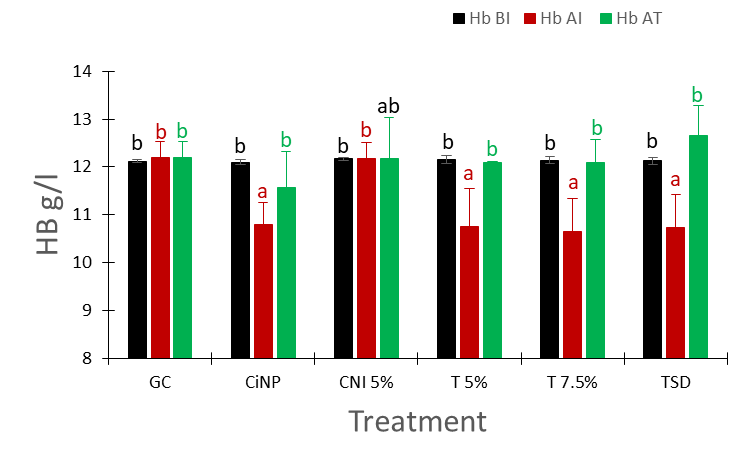 Hb BI Hb AI Hb AT
14
13
12
11
10
9
8
HB g/l
b b b
b a b
b b ab
b a b
b a b
b a b
GC CiNP CNI 5% T 5% T 7.5% TSD
Treatment